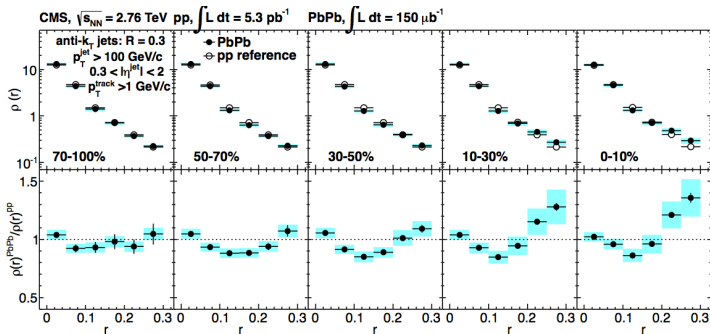 CMS, √s_NN = 2.76 TeV pp, ∫L dt = 5.3 pb⁻¹ PbPb, ∫L dt = 150 μb⁻¹
anti-k_T jets: R = 0.3
p_T^jet > 100 GeV/c
0.3 < |η^jet| < 2
p_T^track > 1 GeV/c
PbPb
pp reference
ρ (r)
10
1
10⁻¹
70-100%
50-70%
30-50%
10-30%
0-10%
ρ(r)^PbPb/ρ(r)^pp
1.5
1
0.5
0 0.1 0.2 0.3
0 0.1 0.2 0.3
0 0.1 0.2 0.3
0 0.1 0.2 0.3
0 0.1 0.2 0.3
r r r r r